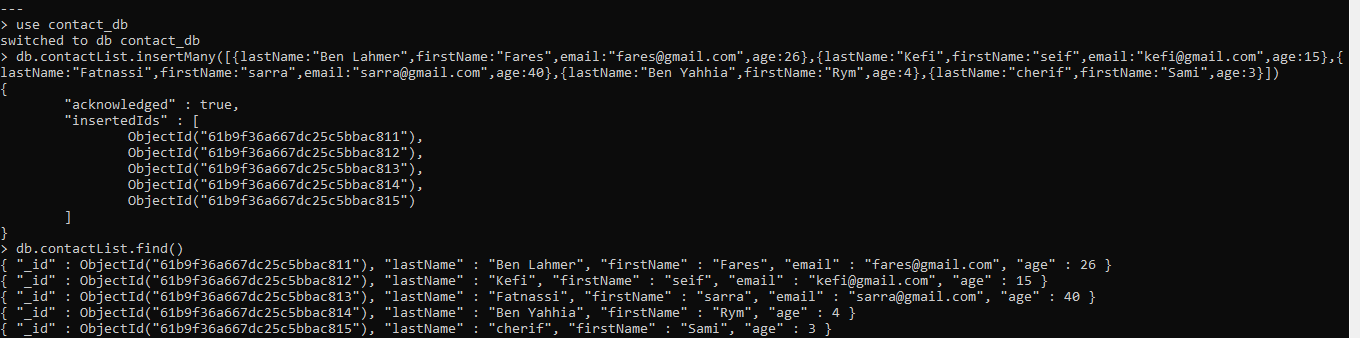 ---
> use contact_db
switched to db contact_db
> db.contactList.insertMany([{lastName:"Ben Lahmer",firstName:"Fares",email:"fares@gmail.com",age:26},{lastName:"Kefi",firstName:"seif",email:"kefi@gmail.com",age:15},{
lastName:"Fatnassi",firstName:"sarra",email:"sarra@gmail.com",age:40},{lastName:"Ben Yahhia",firstName:"Rym",age:4},{lastName:"cherif",firstName:"Sami",age:3}])
{
        "acknowledged" : true,
        "insertedIds" : [
                ObjectId("61b9f36a667dc25c5bbac811"),
                ObjectId("61b9f36a667dc25c5bbac812"),
                ObjectId("61b9f36a667dc25c5bbac813"),
                ObjectId("61b9f36a667dc25c5bbac814"),
                ObjectId("61b9f36a667dc25c5bbac815")
        ]
}
> db.contactList.find()
{ "_id" : ObjectId("61b9f36a667dc25c5bbac811"), "lastName" : "Ben Lahmer", "firstName" : "Fares", "email" : "fares@gmail.com", "age" : 26 }
{ "_id" : ObjectId("61b9f36a667dc25c5bbac812"), "lastName" : "Kefi", "firstName" : "seif", "email" : "kefi@gmail.com", "age" : 15 }
{ "_id" : ObjectId("61b9f36a667dc25c5bbac813"), "lastName" : "Fatnassi", "firstName" : "sarra", "email" : "sarra@gmail.com", "age" : 40 }
{ "_id" : ObjectId("61b9f36a667dc25c5bbac814"), "lastName" : "Ben Yahhia", "firstName" : "Rym", "age" : 4 }
{ "_id" : ObjectId("61b9f36a667dc25c5bbac815"), "lastName" : "cherif", "firstName" : "Sami", "age" : 3 }